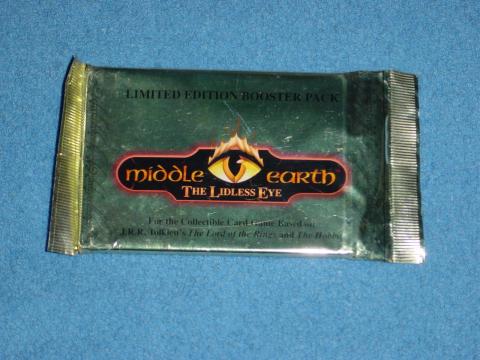 LIMITED EDITION BOOSTER PACK
MIDDLE EARTH™
THE LIDLESS EYE
For the Collectible Card Game Based on
J.R.R. Tolkien's The Lord of the Rings and The Hobbit